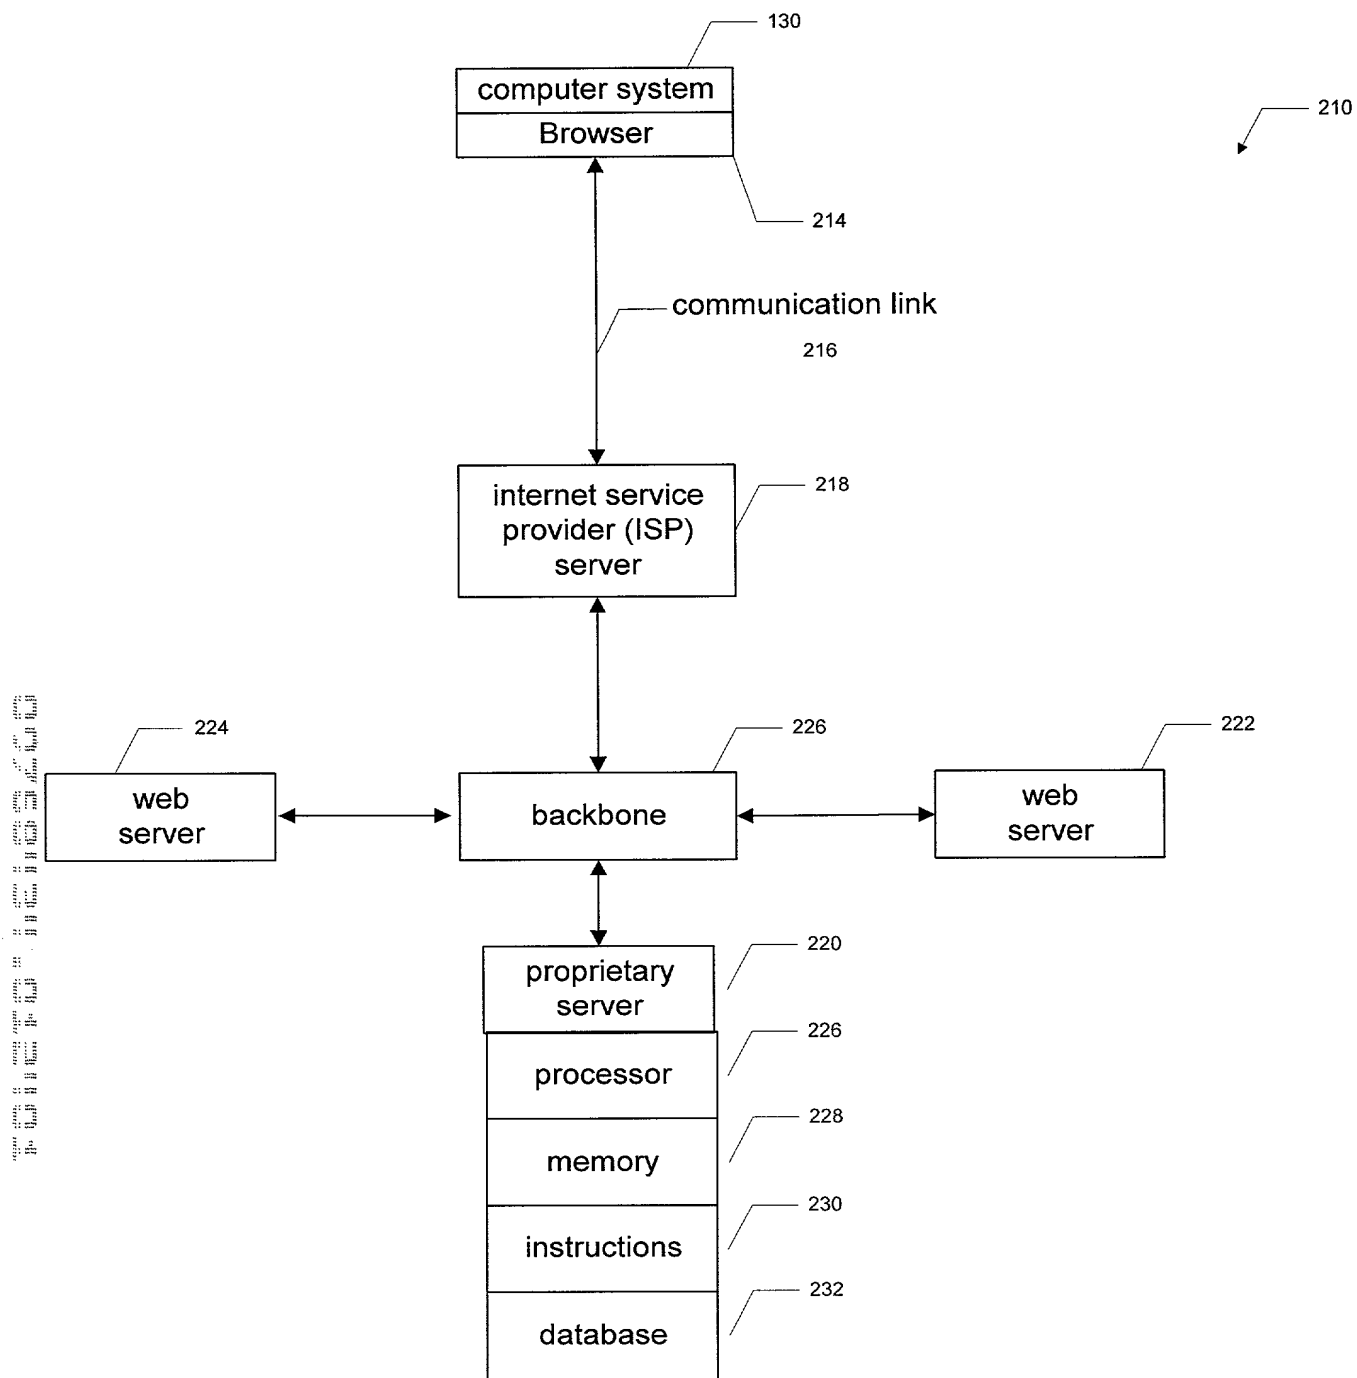 130
computer system
Browser
210
214
communication link
216
internet service
provider (ISP)
server
218
224
web
server
226
backbone
222
web
server
proprietary
server
220
processor
226
memory
228
instructions
230
database
232